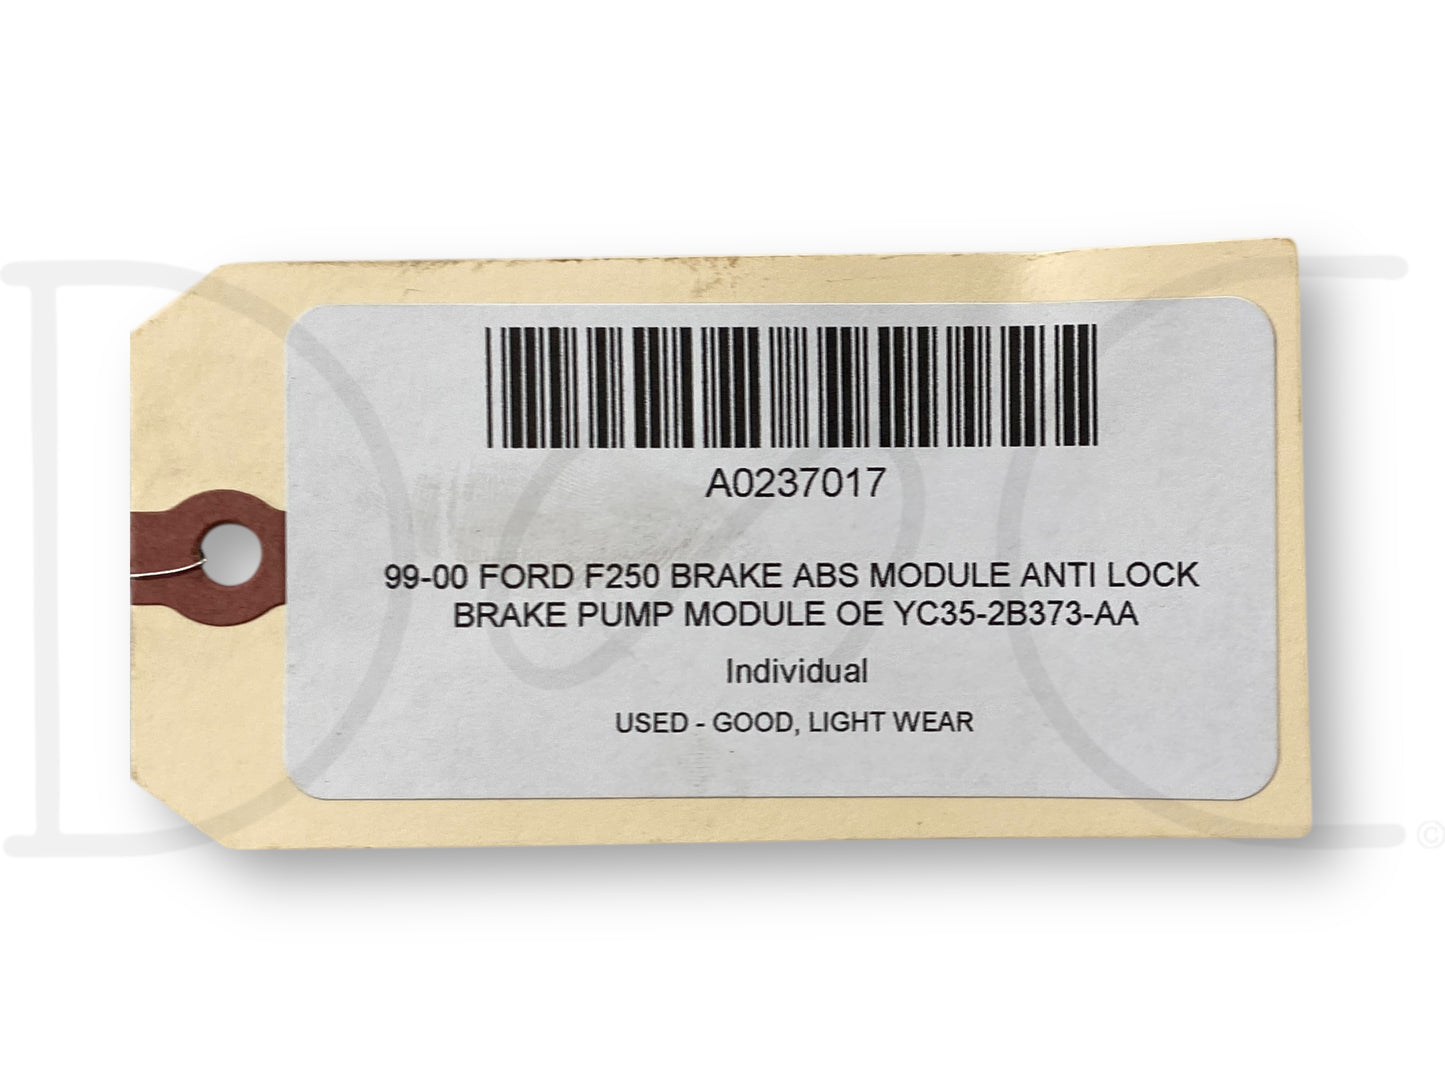 A0237017
99-00 FORD F250 BRAKE ABS MODULE ANTI LOCK
BRAKE PUMP MODULE OE YC35-2B373-AA
Individual
USED - GOOD, LIGHT WEAR
©